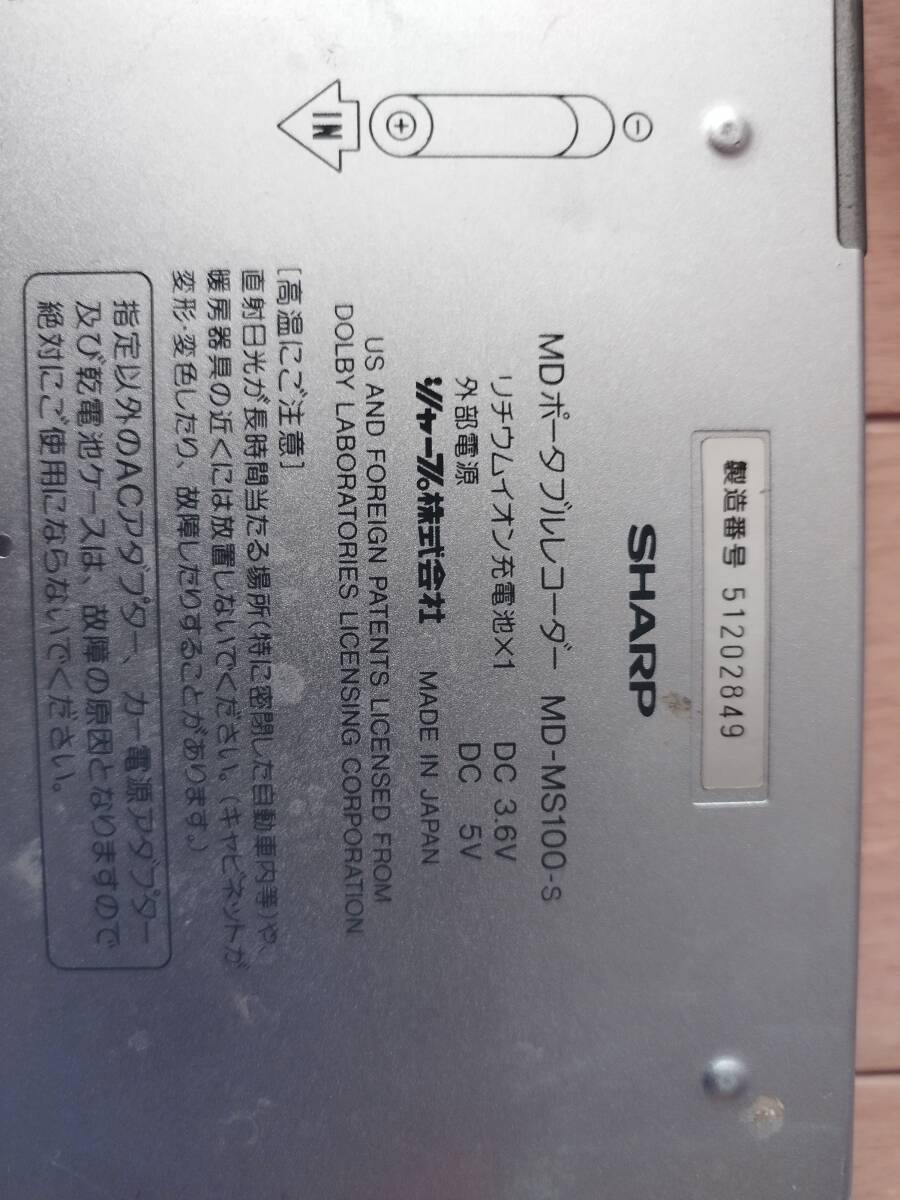 製造番号 51202849
SHARP
MDポータブルレコーダー MD-MS100-S
リチウムイオン充電池×1 DC 3.6V
外部電源 DC 5V
シャープ株式会社 MADE IN JAPAN
US AND FOREIGN PATENTS LICENSED FROM
DOLBY LABORATORIES LICENSING CORPORATION
[高温にご注意]
直射日光が長時間当たる場所(特に密閉した自動車内等)や、
暖房器具の近くには放置しないでください。(キャビネットが
変形・変色したり、故障したりすることがあります。)
指定以外のACアダプター、カー電源アダプター
及び乾電池ケースは、故障の原因となりますので
絶対にご使用にならないでください。
IN
+
-